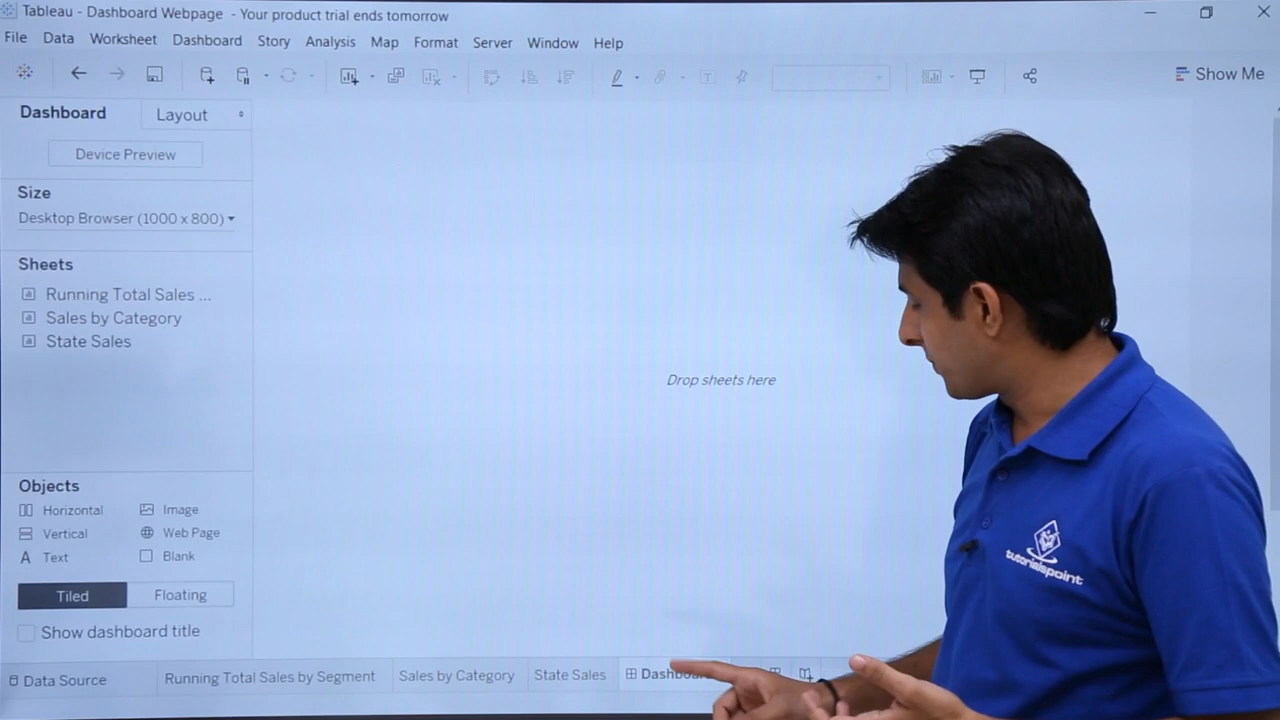 Tableau - Dashboard Webpage - Your product trial ends tomorrow
File Data Worksheet Dashboard Story Analysis Map Format Server Window Help
Show Me
Dashboard Layout
Device Preview
Size
Desktop Browser (1000 x 800)
Sheets
Running Total Sales ...
Sales by Category
State Sales
Drop sheets here
Objects
Horizontal Image
Vertical Web Page
A Text Blank
Tiled Floating
Show dashboard title
Data Source Running Total Sales by Segment Sales by Category State Sales
tutorialspoint